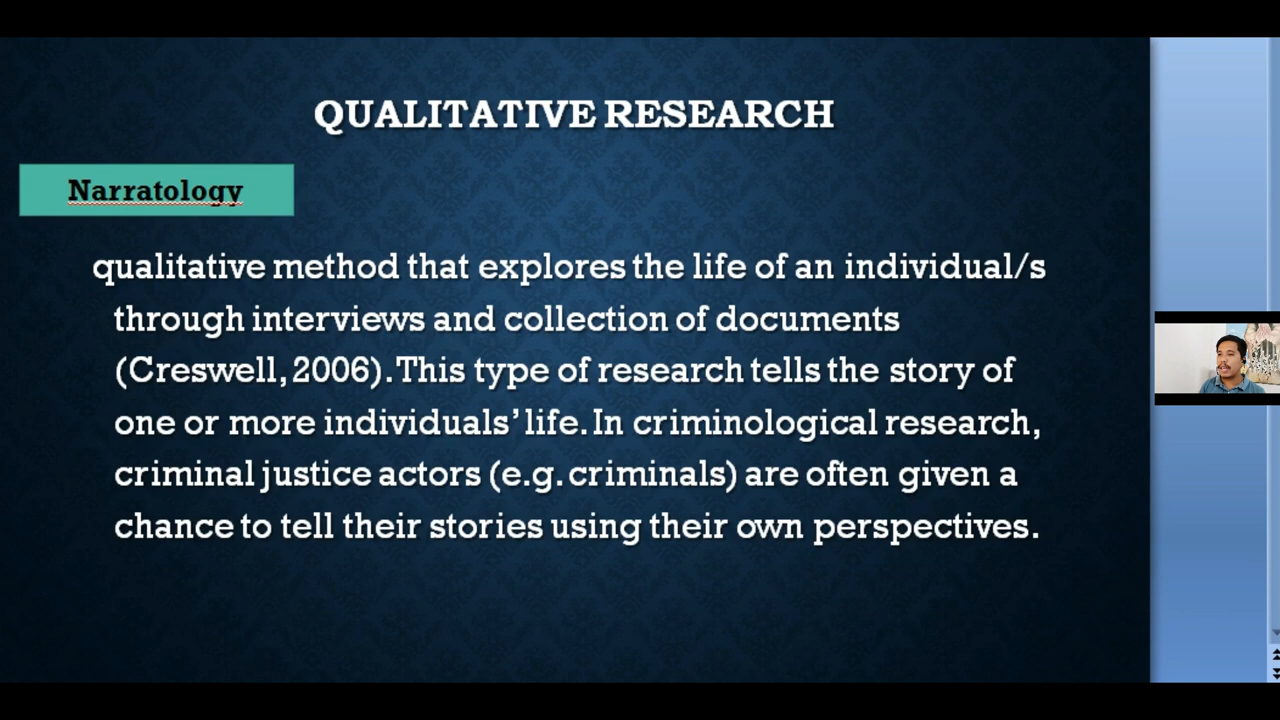 QUALITATIVE RESEARCH
Narratology
qualitative method that explores the life of an individual/s
through interviews and collection of documents
(Creswell, 2006). This type of research tells the story of
one or more individuals’ life. In criminological research,
criminal justice actors (e.g. criminals) are often given a
chance to tell their stories using their own perspectives.